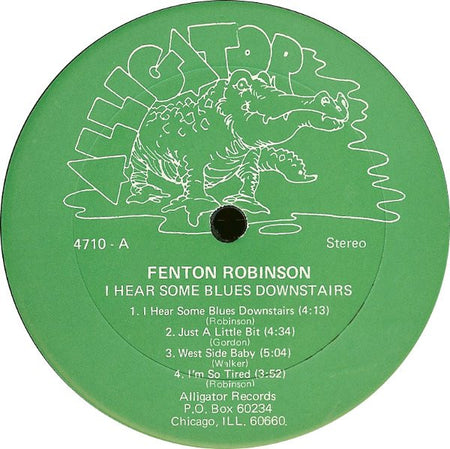 ALLIGATOR
4710 - A
Stereo
FENTON ROBINSON
I HEAR SOME BLUES DOWNSTAIRS
1. I Hear Some Blues Downstairs (4:13)
(Robinson)
2. Just A Little Bit (4:34)
(Gordon)
3. West Side Baby (5:04)
(Walker)
4. I'm So Tired (3:52)
(Robinson)
Alligator Records
P.O. Box 60234
Chicago, ILL. 60660.